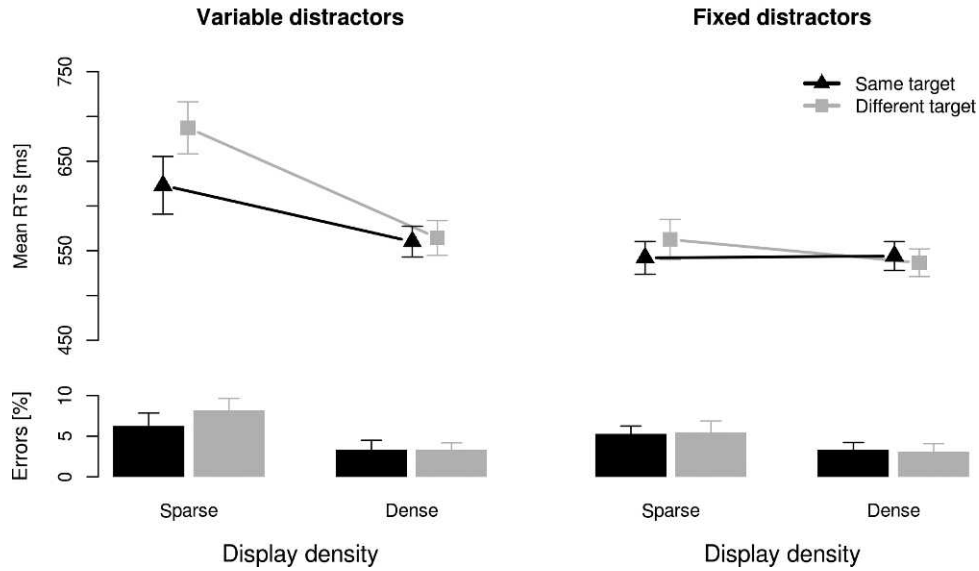 Variable distractors
Fixed distractors
Same target
Different target
Mean RTs [ms]
750
650
550
450
Errors [%]
10
5
0
Sparse
Dense
Sparse
Dense
Display density
Display density